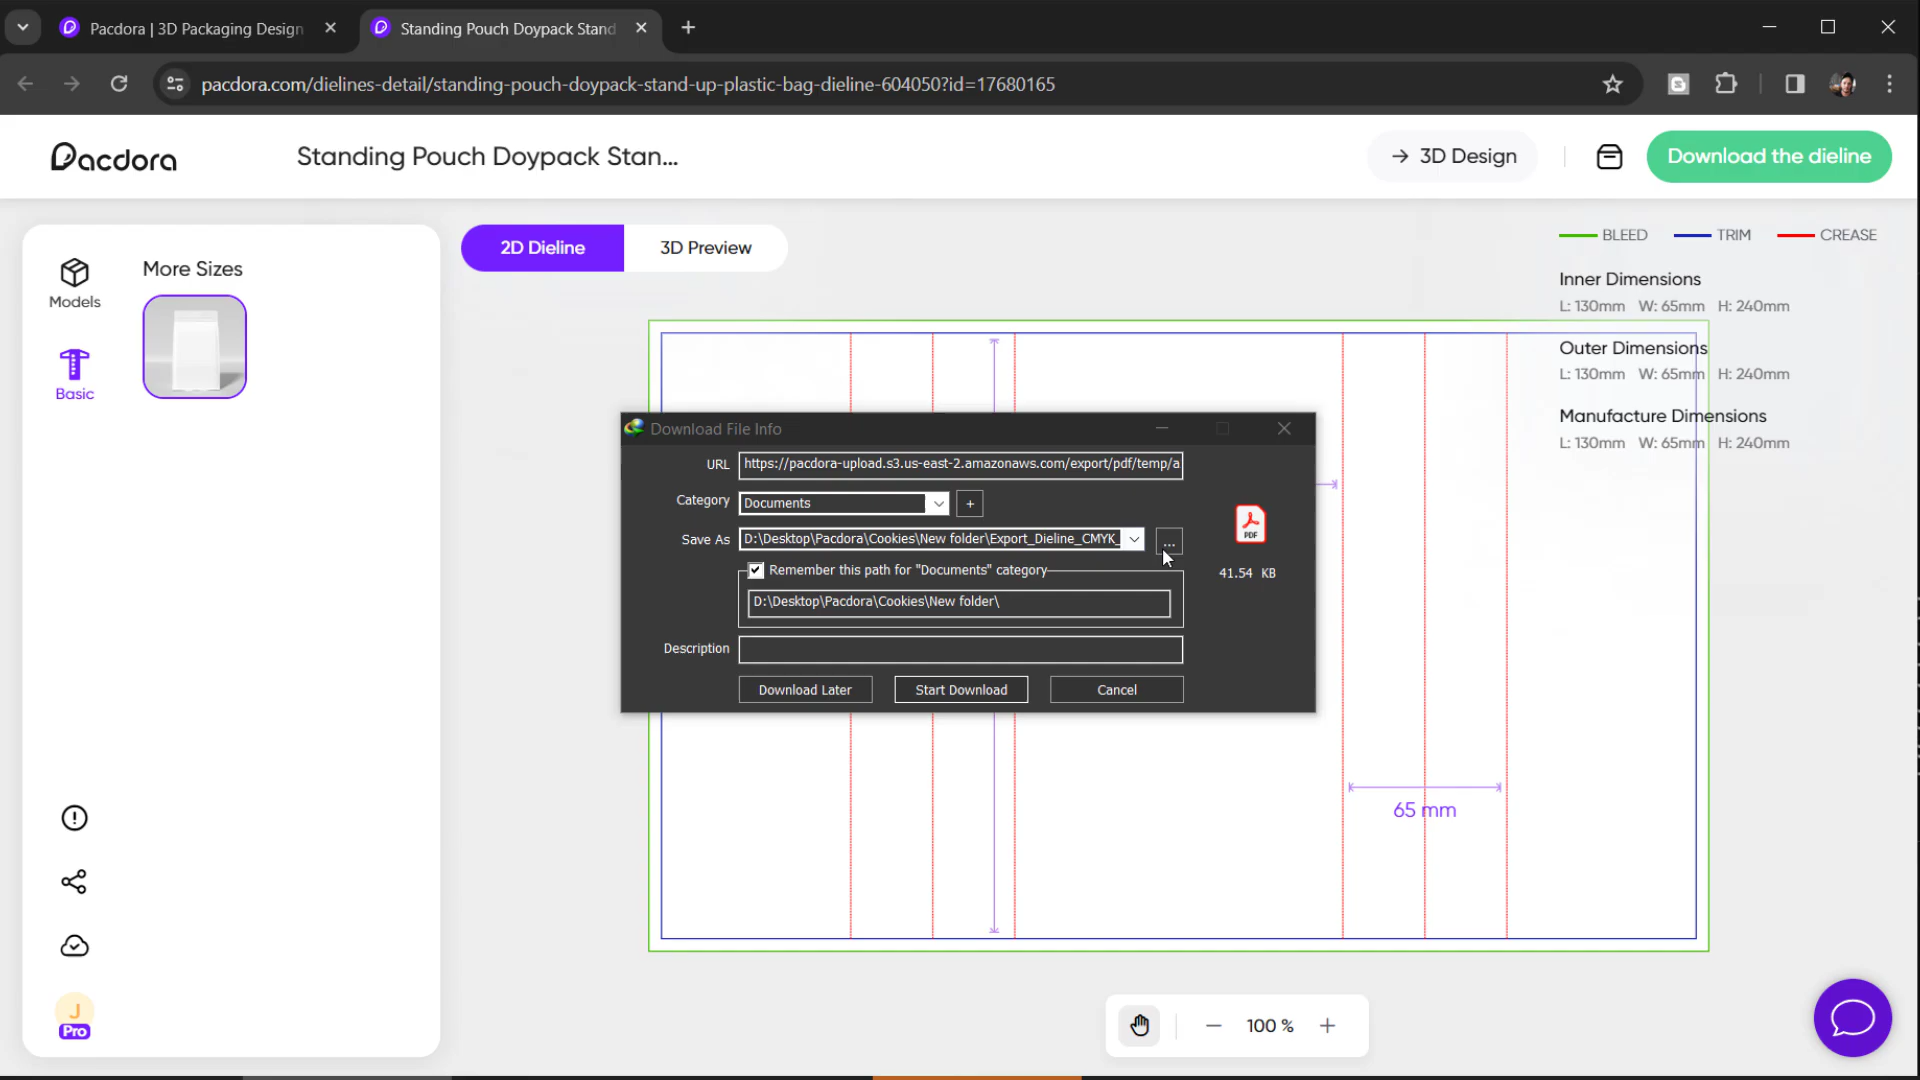 Pacdora | 3D Packaging Design
Standing Pouch Doypack Stand
pacdora.com/dielines-detail/standing-pouch-doypack-stand-up-plastic-bag-dieline-604050?id=17680165
Pacdora
Standing Pouch Doypack Stan...
3D Design
Download the dieline
Models
Basic
More Sizes
2D Dieline
3D Preview
BLEED
TRIM
CREASE
Inner Dimensions
L: 130mm W: 65mm H: 240mm
Outer Dimensions
L: 130mm W: 65mm H: 240mm
Manufacture Dimensions
L: 130mm W: 65mm H: 240mm
Download File Info
URL
https://pacdora-upload.s3.us-east-2.amazonaws.com/export/pdf/temp/a
Category
Documents
+
Save As
D:\Desktop\Pacdora\Cookies\New folder\Export_Dieline_CMYK_
...
PDF
41.54 KB
Remember this path for "Documents" category
D:\Desktop\Pacdora\Cookies\New folder\
Description
Download Later
Start Download
Cancel
65 mm
J
Pro
100 %